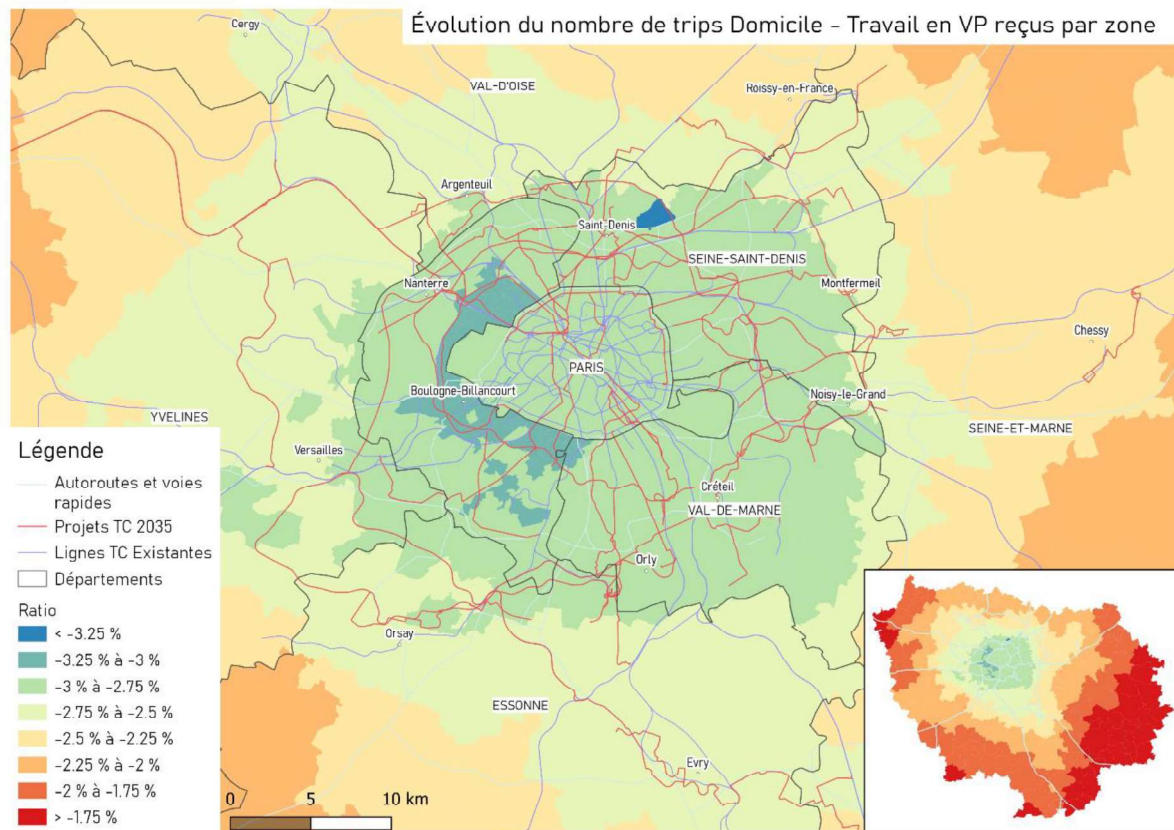 Évolution du nombre de trips Domicile – Travail en VP reçus par zone
Cergy
VAL-D'OISE
Roissy-en-France
Argenteuil
Saint-Denis
SEINE-SAINT-DENIS
Nanterre
Montfermeil
Chessy
PARIS
Boulogne-Billancourt
Noisy-le-Grand
YVELINES
SEINE-ET-MARNE
Versailles
Créteil
VAL-DE-MARNE
Orly
Orsay
ESSONNE
Evry
Légende
Autoroutes et voies
rapides
Projets TC 2035
Lignes TC Existantes
Départements
Ratio
< -3.25 %
-3.25 % à -3 %
-3 % à -2.75 %
-2.75 % à -2.5 %
-2.5 % à -2.25 %
-2.25 % à -2 %
-2 % à -1.75 %
> -1.75 %
0 5 10 km